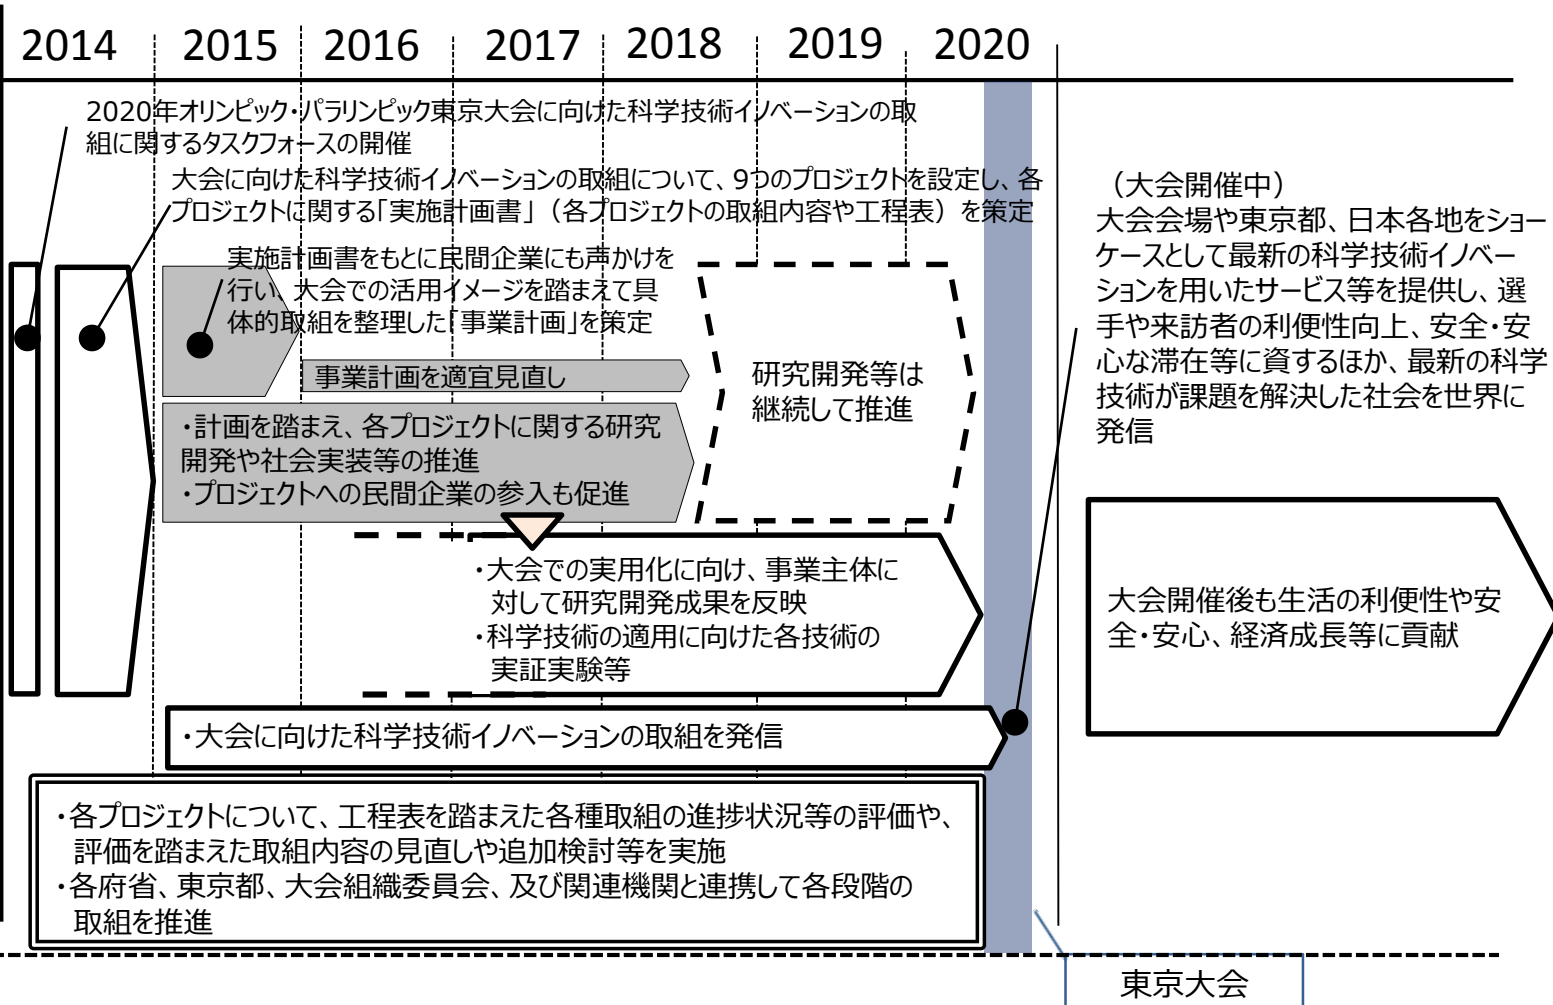 2014 2015 2016 2017 2018 2019 2020
2020年オリンピック・パラリンピック東京大会に向けた科学技術イノベーションの取
組に関するタスクフォースの開催
大会に向けた科学技術イノベーションの取組について、9つのプロジェクトを設定し、各
プロジェクトに関する「実施計画書」（各プロジェクトの取組内容や工程表）を策定
実施計画書をもとに民間企業にも声かけを
行い、大会での活用イメージを踏まえて具
体的取組を整理した「事業計画」を策定
事業計画を適宜見直し
・計画を踏まえ、各プロジェクトに関する研究
開発や社会実装等の推進
・プロジェクトへの民間企業の参入も促進
研究開発等は
継続して推進
・大会での実用化に向け、事業主体に
対して研究開発成果を反映
・科学技術の適用に向けた各技術の
実証実験等
・大会に向けた科学技術イノベーションの取組を発信
・各プロジェクトについて、工程表を踏まえた各種取組の進捗状況等の評価や、
評価を踏まえた取組内容の見直しや追加検討等を実施
・各府省、東京都、大会組織委員会、及び関連機関と連携して各段階の
取組を推進
（大会開催中）
大会会場や東京都、日本各地をショー
ケースとして最新の科学技術イノベー
ションを用いたサービス等を提供し、選
手や来訪者の利便性向上、安全・安
心な滞在等に資するほか、最新の科学
技術が課題を解決した社会を世界に
発信
大会開催後も生活の利便性や安
全・安心、経済成長等に貢献
東京大会